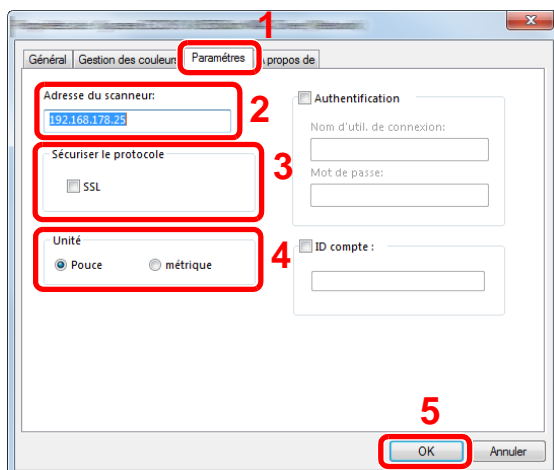 1
Général Gestion des couleurs Paramétres propos de
Adresse du scanneur:
192.168.178.25
2
Sécuriser le protocole
SSL
3
Unité
Pouce métrique
4
Authentification
Nom d'util. de connexion:
Mot de passe:
ID compte :
5
OK Annuler